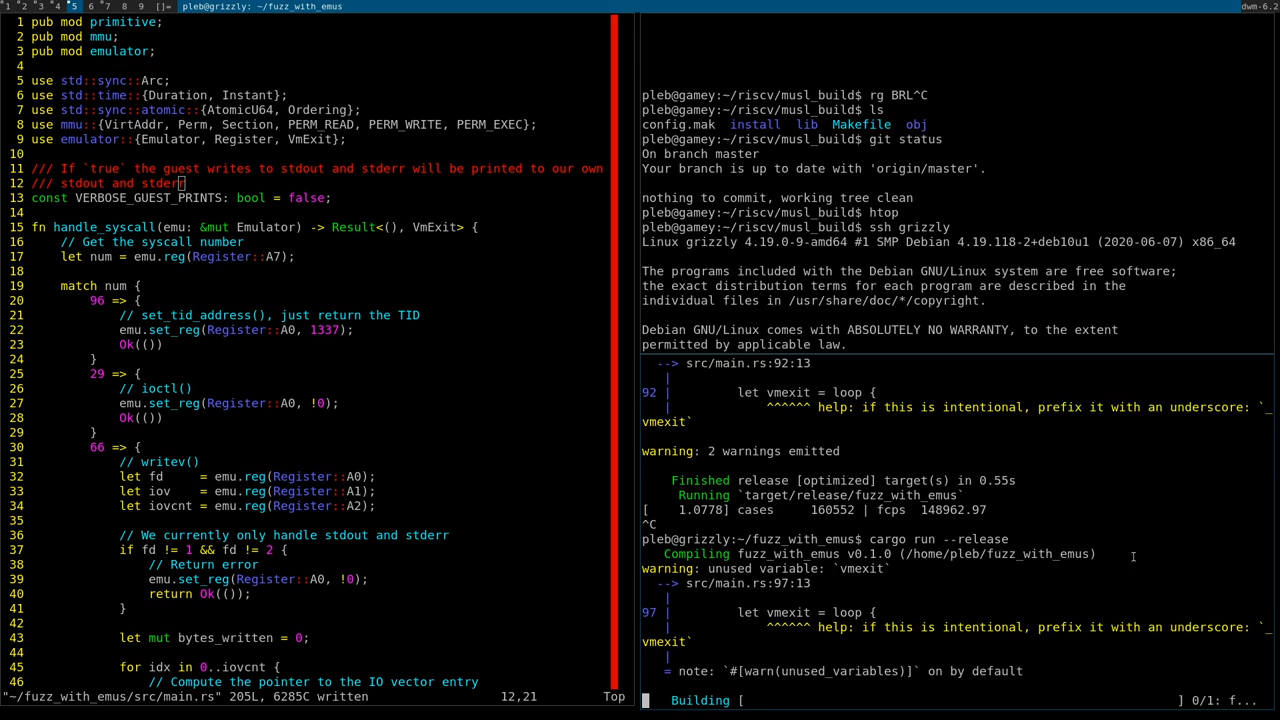 1 2 3 4 5 6 7 8 9 []= pleb@grizzly: ~/fuzz_with_emus dwm-6.2
1 pub mod primitive;
2 pub mod mmu;
3 pub mod emulator;
4
5 use std::sync::Arc;
6 use std::time::{Duration, Instant};
7 use std::sync::atomic::{AtomicU64, Ordering};
8 use mmu::{VirtAddr, Perm, Section, PERM_READ, PERM_WRITE, PERM_EXEC};
9 use emulator::{Emulator, Register, VmExit};
10
11 /// If `true` the guest writes to stdout and stderr will be printed to our own
12 /// stdout and stderr
13 const VERBOSE_GUEST_PRINTS: bool = false;
14
15 fn handle_syscall(emu: &mut Emulator) -> Result<(), VmExit> {
16     // Get the syscall number
17     let num = emu.reg(Register::A7);
18
19     match num {
20         96 => {
21             // set_tid_address(), just return the TID
22             emu.set_reg(Register::A0, 1337);
23             Ok(())
24         }
25         29 => {
26             // ioctl()
27             emu.set_reg(Register::A0, !0);
28             Ok(())
29         }
30         66 => {
31             // writev()
32             let fd     = emu.reg(Register::A0);
33             let iov    = emu.reg(Register::A1);
34             let iovcnt = emu.reg(Register::A2);
35
36             // We currently only handle stdout and stderr
37             if fd != 1 && fd != 2 {
38                 // Return error
39                 emu.set_reg(Register::A0, !0);
40                 return Ok(());
41             }
42
43             let mut bytes_written = 0;
44
45             for idx in 0..iovcnt {
46                 // Compute the pointer to the IO vector entry
"~/fuzz_with_emus/src/main.rs" 205L, 6285C written 12,21 Top
pleb@gamey:~/riscv/musl_build$ rg BRL^C
pleb@gamey:~/riscv/musl_build$ ls
config.mak  install  lib  Makefile  obj
pleb@gamey:~/riscv/musl_build$ git status
On branch master
Your branch is up to date with 'origin/master'.

nothing to commit, working tree clean
pleb@gamey:~/riscv/musl_build$ htop
pleb@gamey:~/riscv/musl_build$ ssh grizzly
Linux grizzly 4.19.0-9-amd64 #1 SMP Debian 4.19.118-2+deb10u1 (2020-06-07) x86_64

The programs included with the Debian GNU/Linux system are free software;
the exact distribution terms for each program are described in the
individual files in /usr/share/doc/*/copyright.

Debian GNU/Linux comes with ABSOLUTELY NO WARRANTY, to the extent
permitted by applicable law.
  --> src/main.rs:92:13
   |
92 |         let vmexit = loop {
   |             ^^^^^^ help: if this is intentional, prefix it with an underscore: `_
vmexit`

warning: 2 warnings emitted

    Finished release [optimized] target(s) in 0.55s
     Running `target/release/fuzz_with_emus`
[    1.0778] cases     160552 | fcps  148962.97
^C
pleb@grizzly:~/fuzz_with_emus$ cargo run --release
   Compiling fuzz_with_emus v0.1.0 (/home/pleb/fuzz_with_emus)
warning: unused variable: `vmexit`
  --> src/main.rs:97:13
   |
97 |         let vmexit = loop {
   |             ^^^^^^ help: if this is intentional, prefix it with an underscore: `_
vmexit`
   |
   = note: `#[warn(unused_variables)]` on by default

    Building [                                                          ] 0/1: f...